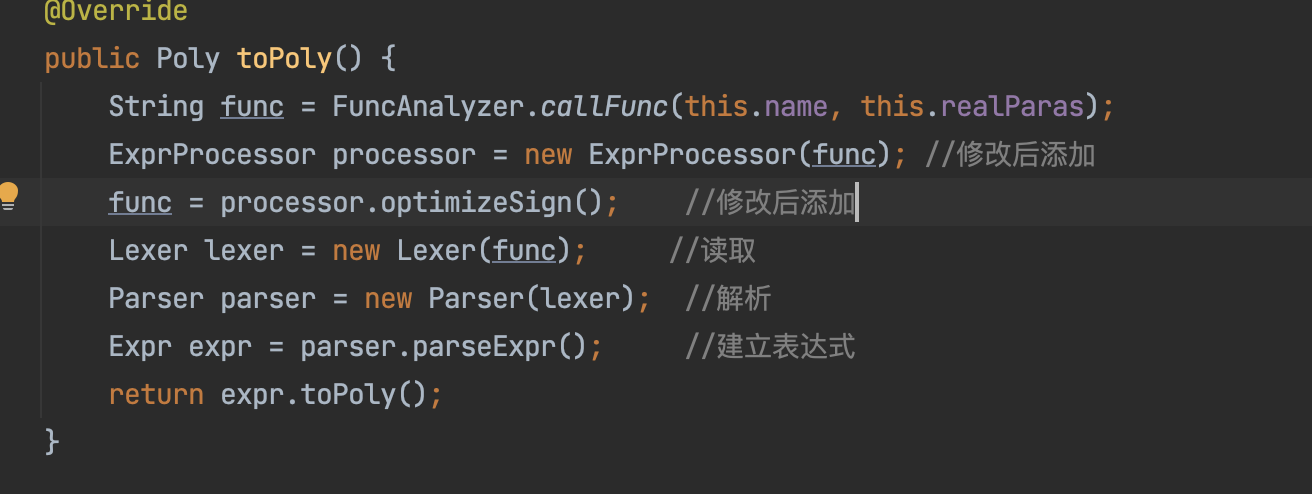 @Override
public Poly toPoly() {
String func = FuncAnalyzer.callFunc(this.name, this.realParas);
ExprProcessor processor = new ExprProcessor(func); //修改后添加
func = processor.optimizeSign(); //修改后添加
Lexer lexer = new Lexer(func); //读取
Parser parser = new Parser(lexer); //解析
Expr expr = parser.parseExpr(); //建立表达式
return expr.toPoly();
}